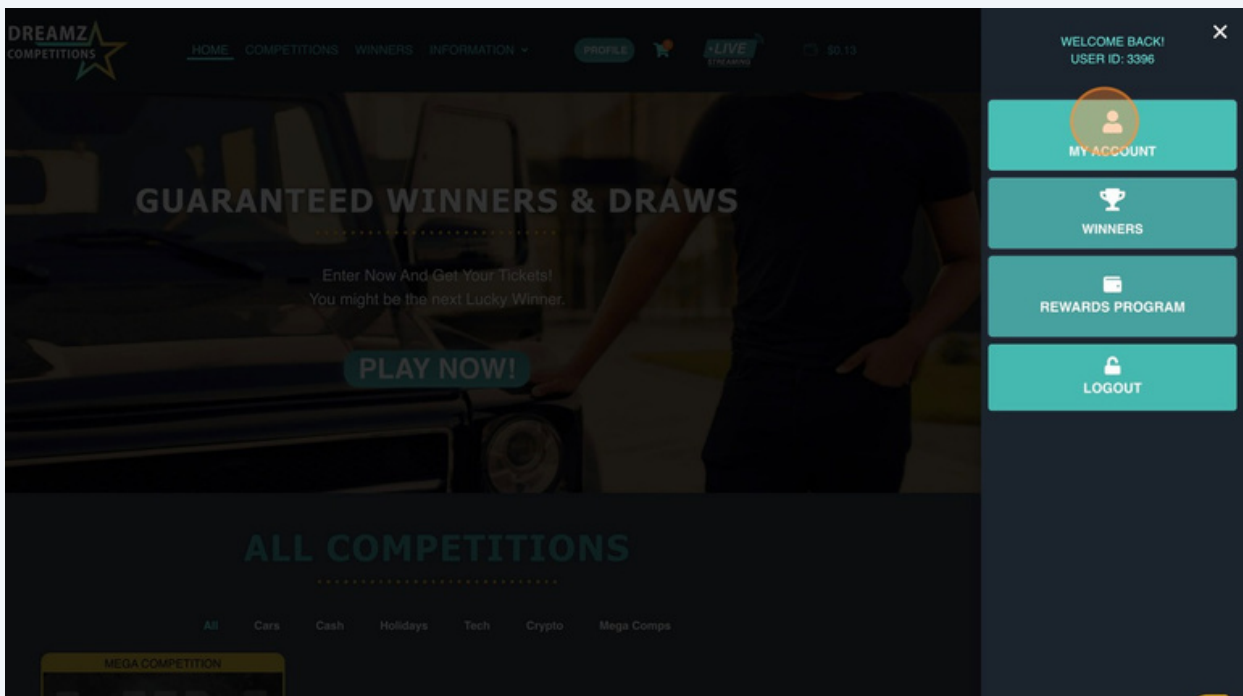 DREAMZ
COMPETITIONS
HOME COMPETITIONS WINNERS INFORMATION
PROFILE
LIVE
STREAMING
$0.13
WELCOME BACK!
USER ID: 3396
MY ACCOUNT
WINNERS
REWARDS PROGRAM
LOGOUT
GUARANTEED WINNERS & DRAWS
Enter Now And Get Your Tickets!
You might be the next Lucky Winner.
PLAY NOW!
ALL COMPETITIONS
All Cars Cash Holidays Tech Crypto Mega Comps
MEGA COMPETITION